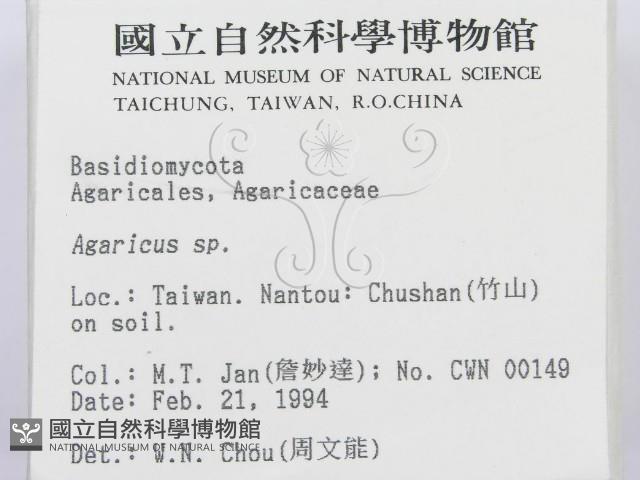 國立自然科學博物館
NATIONAL MUSEUM OF NATURAL SCIENCE
TAICHUNG, TAIWAN, R.O.CHINA
Basidiomycota
Agaricales, Agaricaceae
Agaricus sp.
Loc.: Taiwan. Nantou: Chushan(竹山)
on soil.
Col.: M.T. Jan(詹妙達); No. CWN 00149
Date: Feb. 21, 1994
國立自然科學博物館
NATIONAL MUSEUM OF NATURAL SCIENCE
Det.: W.N. Chou(周文能)